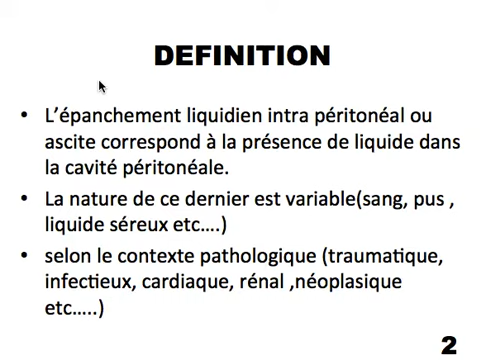 DEFINITION
• L'épanchement liquidien intra péritonéal ou
ascite correspond à la présence de liquide dans
la cavité péritonéale.
• La nature de ce dernier est variable(sang, pus ,
liquide séreux etc….)
• selon le contexte pathologique (traumatique,
infectieux, cardiaque, rénal ,néoplasique
etc…..)
2